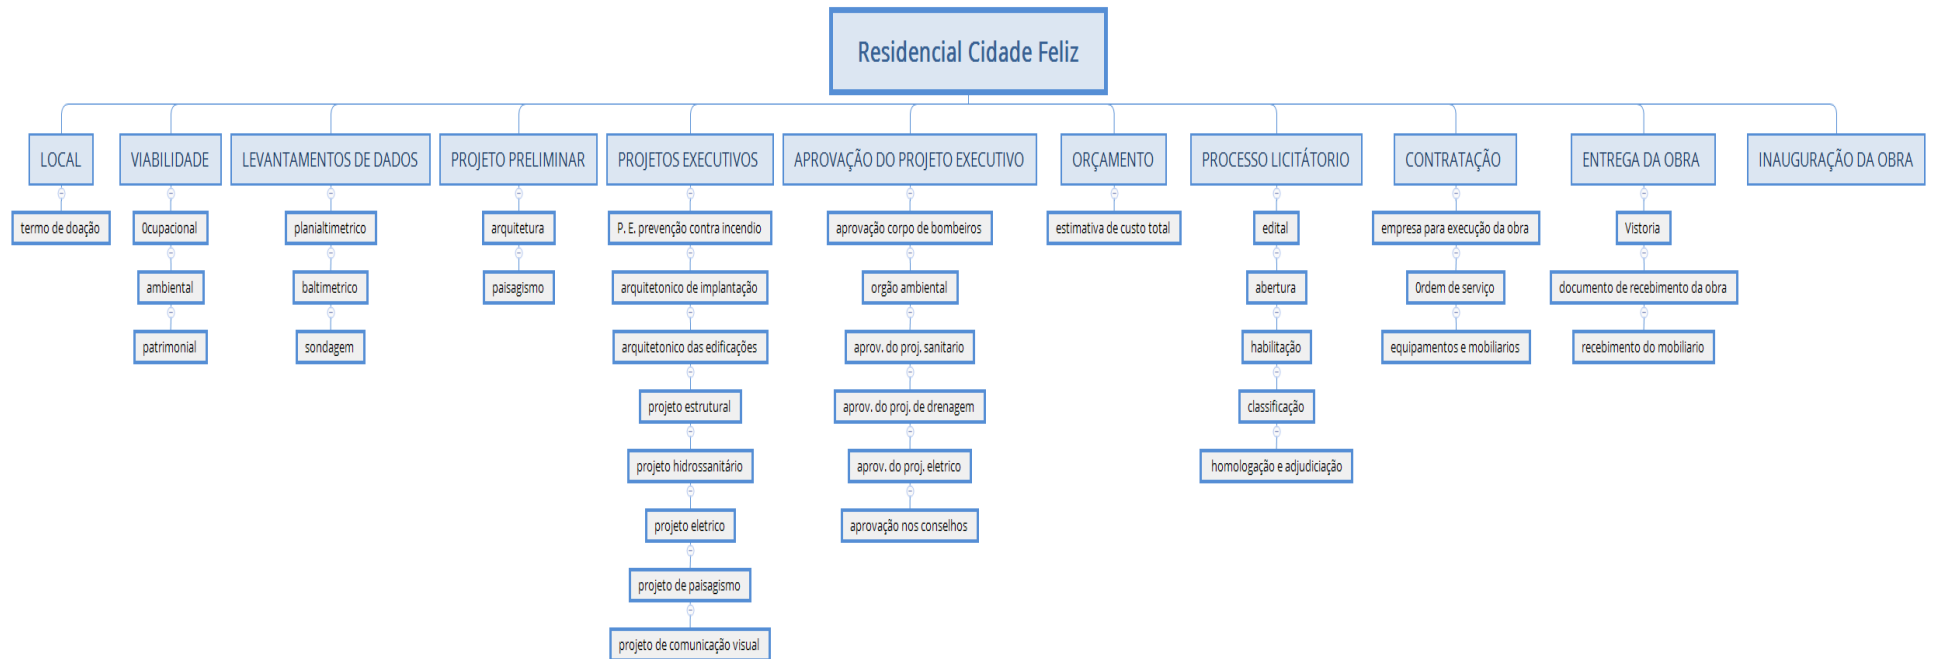 Residencial Cidade Feliz
LOCAL
VIABILIDADE
LEVANTAMENTOS DE DADOS
PROJETO PRELIMINAR
PROJETOS EXECUTIVOS
APROVAÇÃO DO PROJETO EXECUTIVO
ORÇAMENTO
PROCESSO LICITÁTORIO
CONTRATAÇÃO
ENTREGA DA OBRA
INAUGURAÇÃO DA OBRA
termo de doação
0cupacional
ambiental
patrimonial
planialtimetrico
baltimetrico
sondagem
arquitetura
paisagismo
P. E. prevenção contra incendio
arquitetonico de implantação
arquitetonico das edificações
projeto estrutural
projeto hidrossanitário
projeto eletrico
projeto de paisagismo
projeto de comunicação visual
aprovação corpo de bombeiros
orgão ambiental
aprov. do proj. sanitario
aprov. do proj. de drenagem
aprov. do proj. eletrico
aprovação nos conselhos
estimativa de custo total
edital
abertura
habilitação
classificação
homologação e adjudiciação
empresa para execução da obra
0rdem de serviço
equipamentos e mobiliarios
Vistoria
documento de recebimento da obra
recebimento do mobiliario